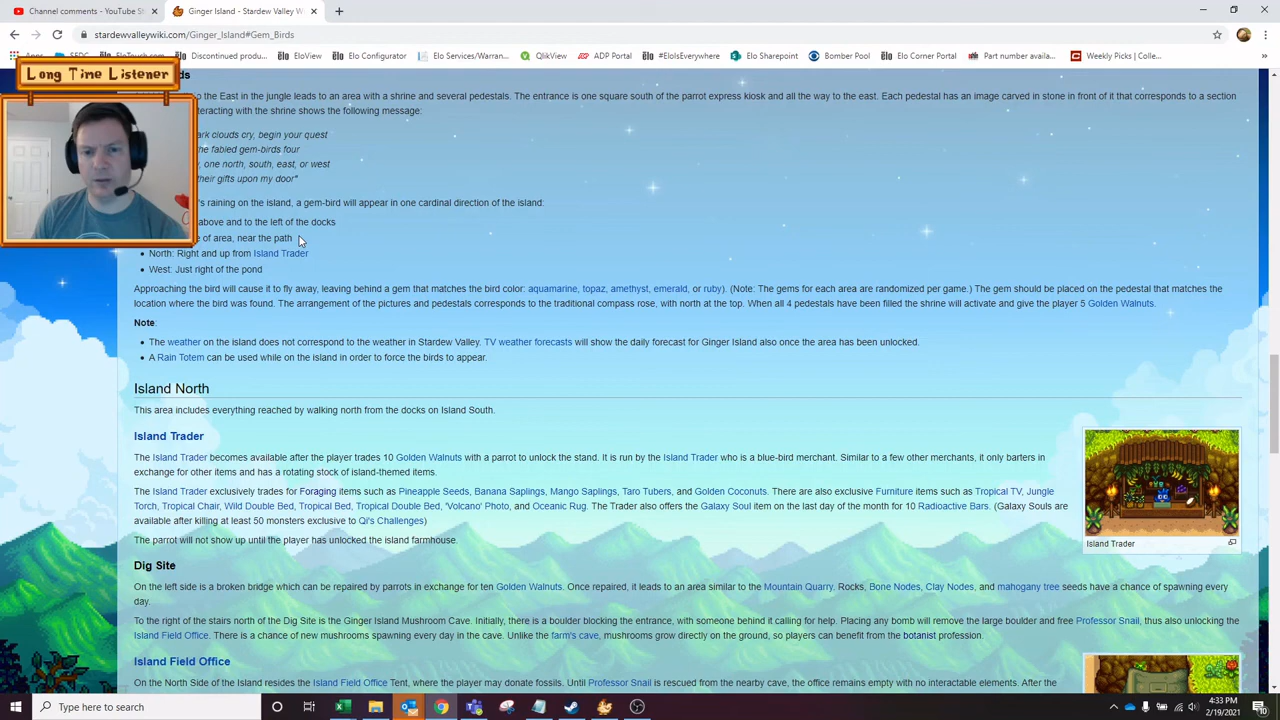 Channel comments - YouTube St
Ginger Island - Stardew Valley Wi
stardewvalleywiki.com/Ginger_Island#Gem_Birds
Apps SFDC EloTouch.com Discontinued produc... EloView Elo Configurator Elo Services/Warran... QlikView ADP Portal #EloIsEverywhere Elo Sharepoint Bomber Pool Elo Corner Portal Part number availa... Weekly Picks | Colle...
Long Time Listener
ds
to the East in the jungle leads to an area with a shrine and several pedestals. The entrance is one square south of the parrot express kiosk and all the way to the east. Each pedestal has an image carved in stone in front of it that corresponds to a section
nteracting with the shrine shows the following message:
ark clouds cry, begin your quest
the fabled gem-birds four
, one north, south, east, or west
their gifts upon my door"
's raining on the island, a gem-bird will appear in one cardinal direction of the island:
above and to the left of the docks
e of area, near the path
North: Right and up from Island Trader
West: Just right of the pond
Approaching the bird will cause it to fly away, leaving behind a gem that matches the bird color: aquamarine, topaz, amethyst, emerald, or ruby). (Note: The gems for each area are randomized per game.) The gem should be placed on the pedestal that matches the
location where the bird was found. The arrangement of the pictures and pedestals corresponds to the traditional compass rose, with north at the top. When all 4 pedestals have been filled the shrine will activate and give the player 5 Golden Walnuts.
Note:
The weather on the island does not correspond to the weather in Stardew Valley. TV weather forecasts will show the daily forecast for Ginger Island also once the area has been unlocked.
A Rain Totem can be used while on the island in order to force the birds to appear.
Island North
This area includes everything reached by walking north from the docks on Island South.
Island Trader
The Island Trader becomes available after the player trades 10 Golden Walnuts with a parrot to unlock the stand. It is run by the Island Trader who is a blue-bird merchant. Similar to a few other merchants, it only barters in
exchange for other items and has a rotating stock of island-themed items.
The Island Trader exclusively trades for Foraging items such as Pineapple Seeds, Banana Saplings, Mango Saplings, Taro Tubers, and Golden Coconuts. There are also exclusive Furniture items such as Tropical TV, Jungle
Torch, Tropical Chair, Wild Double Bed, Tropical Bed, Tropical Double Bed, 'Volcano' Photo, and Oceanic Rug. The Trader also offers the Galaxy Soul item on the last day of the month for 10 Radioactive Bars. (Galaxy Souls are
available after killing at least 50 monsters exclusive to Qi's Challenges)
The parrot will not show up until the player has unlocked the island farmhouse.
Island Trader
Dig Site
On the left side is a broken bridge which can be repaired by parrots in exchange for ten Golden Walnuts. Once repaired, it leads to an area similar to the Mountain Quarry. Rocks, Bone Nodes, Clay Nodes, and mahogany tree seeds have a chance of spawning every
day.
To the right of the stairs north of the Dig Site is the Ginger Island Mushroom Cave. Initially, there is a boulder blocking the entrance, with someone behind it calling for help. Placing any bomb will remove the large boulder and free Professor Snail, thus also unlocking the
Island Field Office. There is a chance of new mushrooms spawning every day in the cave. Unlike the farm's cave, mushrooms grow directly on the ground, so players can benefit from the botanist profession.
Island Field Office
On the North Side of the Island resides the Island Field Office Tent, where the player may donate fossils. Until Professor Snail is rescued from the nearby cave, the office remains empty with no interactable elements. After the
Type here to search
4:33 PM
2/19/2021